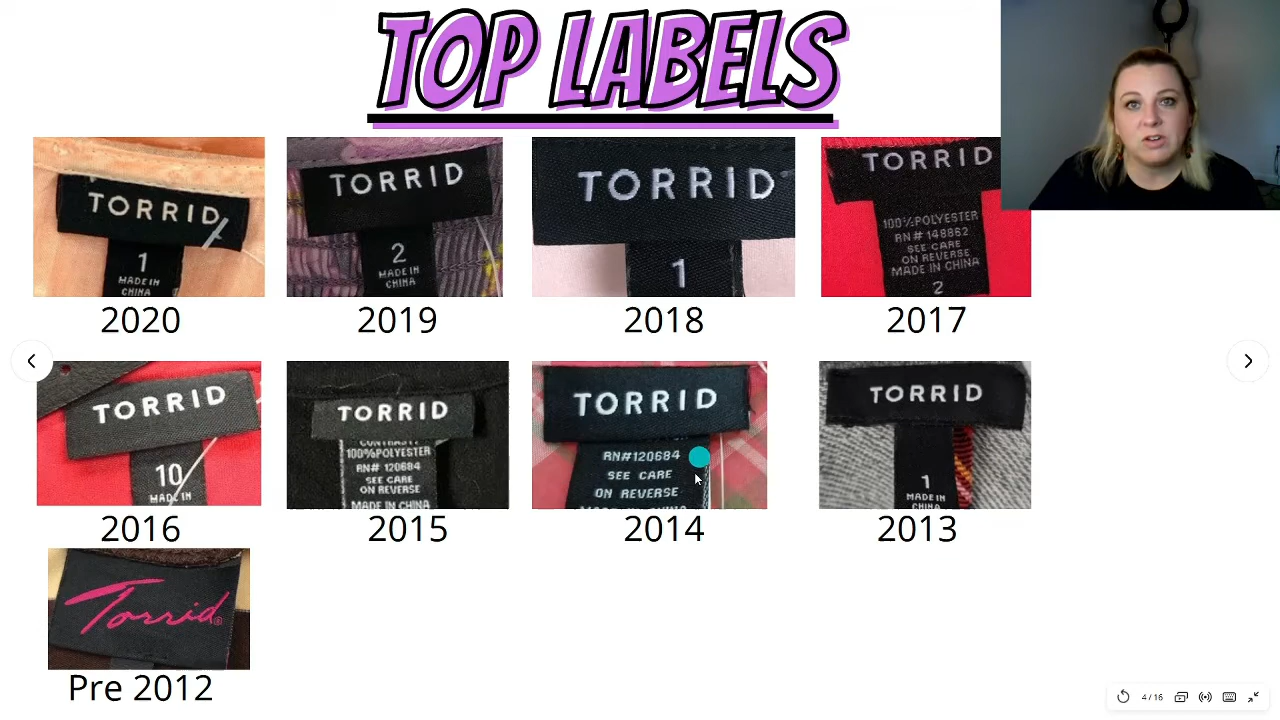 TOP LABELS
TORRID
1
MADE IN
CHINA
TORRID
2
MADE IN
CHINA
TORRID
1
TORRID
100% POLYESTER
RN# 148862
SEE CARE
ON REVERSE
MADE IN CHINA
2
2020
2019
2018
2017
TORRID
10
MADE IN
TORRID
CONTRAST:
100% POLYESTER
RN# 120684
SEE CARE
ON REVERSE
MADE IN CHINA
TORRID
RN#120684
SEE CARE
ON REVERSE
TORRID
1
MADE IN
CHINA
2016
2015
2014
2013
Torrid®
Pre 2012
4 / 16